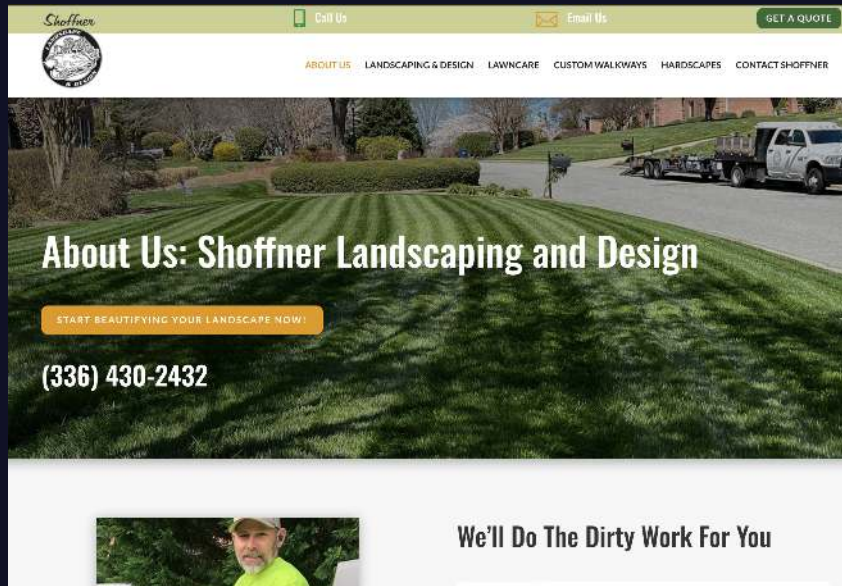 Shoffner
LANDSCAPE
& DESIGN
Call Us
Email Us
GET A QUOTE
ABOUT US LANDSCAPING & DESIGN LAWNCARE CUSTOM WALKWAYS HARDSCAPES CONTACT SHOFFNER
About Us: Shoffner Landscaping and Design
START BEAUTIFYING YOUR LANDSCAPE NOW!
(336) 430-2432
We'll Do The Dirty Work For You